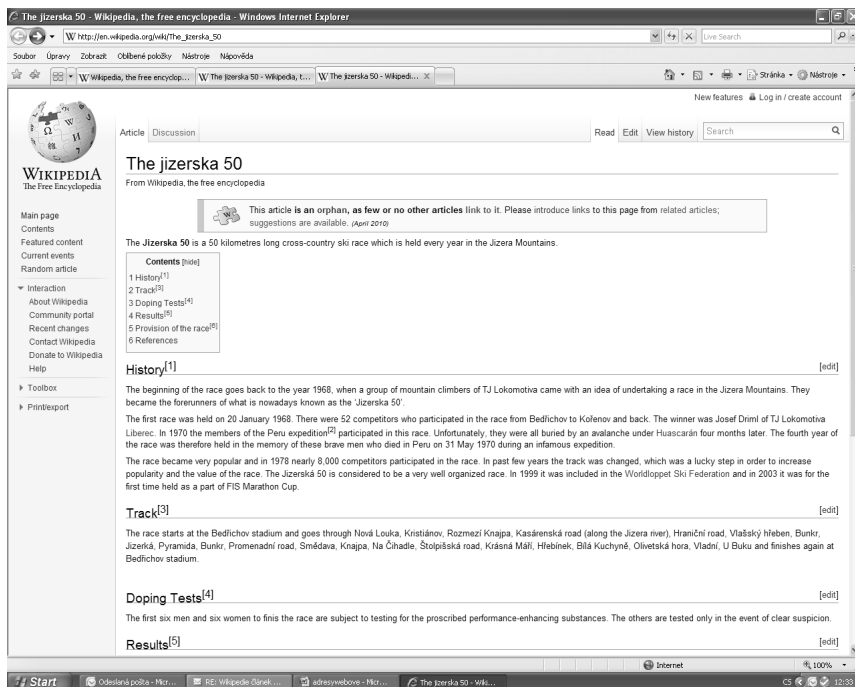 The jizerska 50 - Wikipedia, the free encyclopedia - Windows Internet Explorer
W http://en.wikipedia.org/wiki/The_jizerska_50
Live Search
Soubor Úpravy Zobrazit Oblíbené položky Nástroje Nápověda
W Wikipedia, the free encyclop... W The jizerska 50 - Wikipedia, t... W The jizerska 50 - Wikipedi... X
Stránka Nástroje
New features Log in / create account
Article Discussion
Read Edit View history Search
WIKIPEDIA
The Free Encyclopedia
Main page
Contents
Featured content
Current events
Random article
Interaction
About Wikipedia
Community portal
Recent changes
Contact Wikipedia
Donate to Wikipedia
Help
Toolbox
Print/export
The jizerska 50
From Wikipedia, the free encyclopedia
This article is an orphan, as few or no other articles link to it. Please introduce links to this page from related articles;
suggestions are available. (April 2010)
The Jizerska 50 is a 50 kilometres long cross-country ski race which is held every year in the Jizera Mountains.
Contents [hide]
1 History[1]
2 Track[3]
3 Doping Tests[4]
4 Results[5]
5 Provision of the race[6]
6 References
History[1] [edit]
The beginning of the race goes back to the year 1968, when a group of mountain climbers of TJ Lokomotiva came with an idea of undertaking a race in the Jizera Mountains. They
became the forerunners of what is nowadays known as the 'Jizerska 50'.
The first race was held on 20 January 1968. There were 52 competitors who participated in the race from Bedřichov to Kořenov and back. The winner was Josef Driml of TJ Lokomotiva
Liberec. In 1970 the members of the Peru expedition[2] participated in this race. Unfortunately, they were all buried by an avalanche under Huascarán four months later. The fourth year of
the race was therefore held in the memory of these brave men who died in Peru on 31 May 1970 during an infamous expedition.
The race became very popular and in 1978 nearly 8,000 competitors participated in the race. In past few years the track was changed, which was a lucky step in order to increase
popularity and the value of the race. The Jizerská 50 is considered to be a very well organized race. In 1999 it was included in the Worldloppet Ski Federation and in 2003 it was for the
first time held as a part of FIS Marathon Cup.
Track[3] [edit]
The race starts at the Bedřichov stadium and goes through Nová Louka, Kristiánov, Rozmezí Knajpa, Kasárenská road (along the Jizera river), Hraniční road, Vlašský hřeben, Bunkr,
Jizerká, Pyramida, Bunkr, Promenadní road, Smědava, Knajpa, Na Čihadle, Štolpišská road, Krásná Máří, Hřebínek, Bílá Kuchyně, Olivetská hora, Vladní, U Buku and finishes again at
Bedřichov stadium.
Doping Tests[4] [edit]
The first six men and six women to finis the race are subject to testing for the proscribed performance-enhancing substances. The others are tested only in the event of clear suspicion.
Results[5] [edit]
Internet 100%
Start Odeslaná pošta - Micr... RE: Wikipedie článek ... adresywebove - Micr... The jizerska 50 - Wiki... CS 12:33